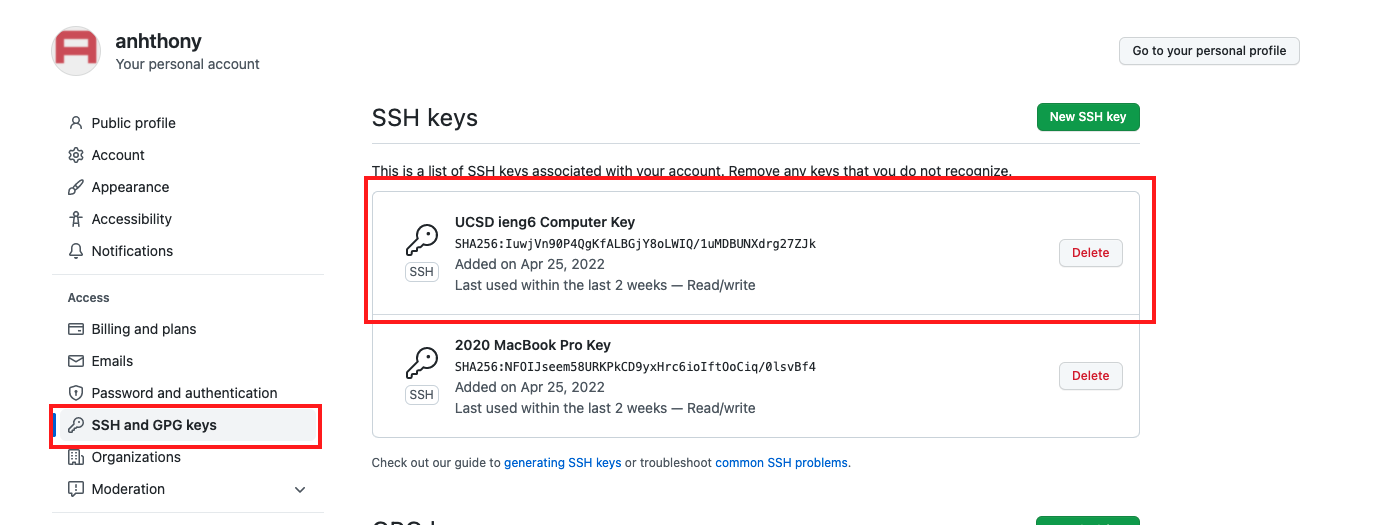 anhthony
Your personal account
Go to your personal profile
Public profile
Account
Appearance
Accessibility
Notifications
Access
Billing and plans
Emails
Password and authentication
SSH and GPG keys
Organizations
Moderation
SSH keys
New SSH key
This is a list of SSH keys associated with your account. Remove any keys that you do not recognize.
UCSD ieng6 Computer Key
SHA256:IuwjVn90P4QgKfALBGjY8oLWIQ/1uMDBUNXdrg27ZJk
Added on Apr 25, 2022
Last used within the last 2 weeks — Read/write
SSH
Delete
2020 MacBook Pro Key
SHA256:NFOIJseem58URKPkCD9yxHrc6ioIftOoCiq/0lsvBf4
Added on Apr 25, 2022
Last used within the last 2 weeks — Read/write
SSH
Delete
Check out our guide to generating SSH keys or troubleshoot common SSH problems.